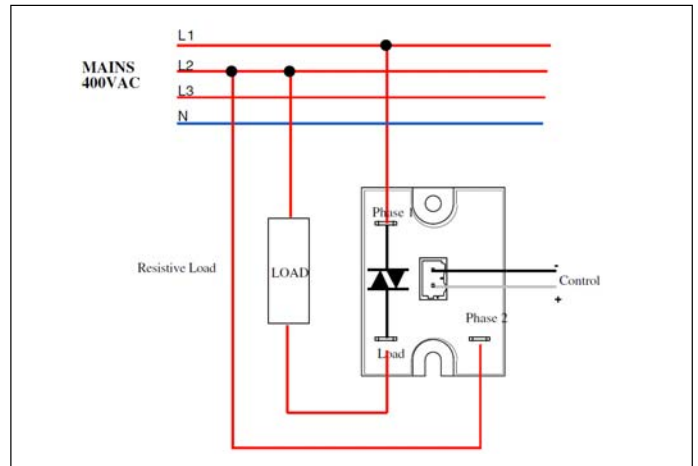 L1
MAINS
400VAC
L2
L3
N
Phase 1
Resistive Load
LOAD
-
Control
+
Phase 2
Load